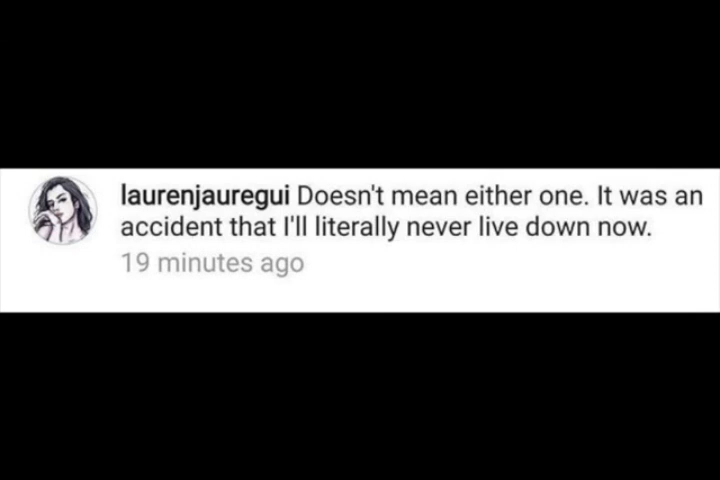 laurenjauregui Doesn't mean either one. It was an
accident that I'll literally never live down now.
19 minutes ago